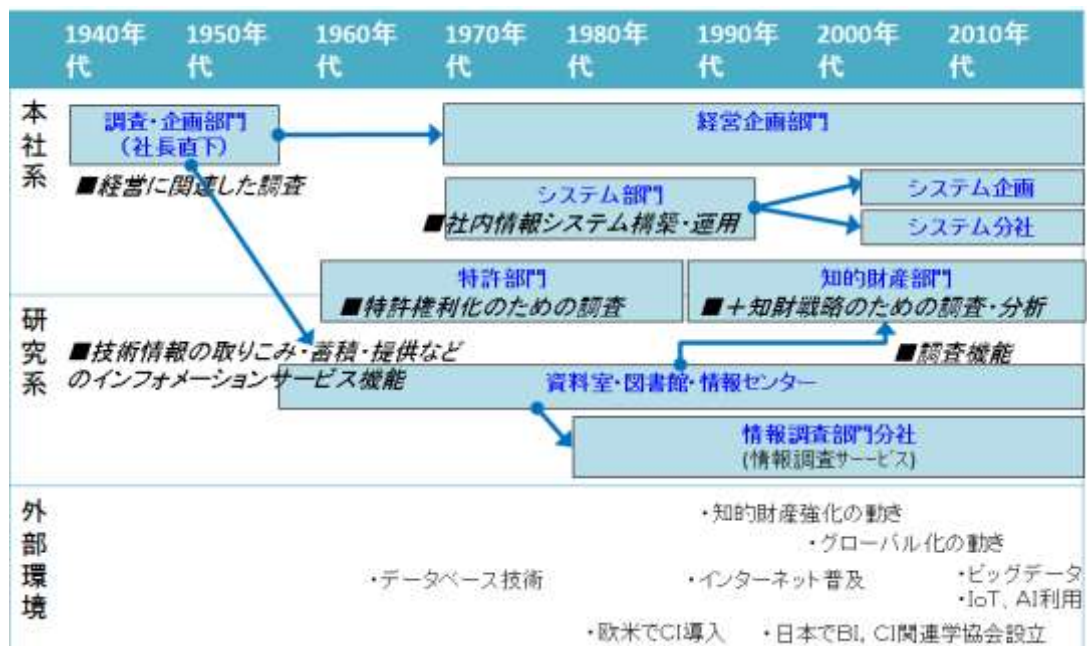 1940年代
1950年代
1960年代
1970年代
1980年代
1990年代
2000年代
2010年代
本社系
調査・企画部門
（社長直下）
経営企画部門
■経営に関連した調査
システム部門
■社内情報システム構築・運用
システム企画
システム分社
特許部門
■特許権利化のための調査
知的財産部門
■＋知財戦略のための調査・分析
研究系
■技術情報の取りこみ・蓄積・提供など
のインフォメーションサービス機能
■調査機能
資料室・図書館・情報センター
情報調査部門分社
(情報調査サービス)
外部環境
・知的財産強化の動き
・グローバル化の動き
・データベース技術
・インターネット普及
・ビッグデータ
・IoT、AI利用
・欧米でCI導入
・日本でBI, CI関連学協会設立